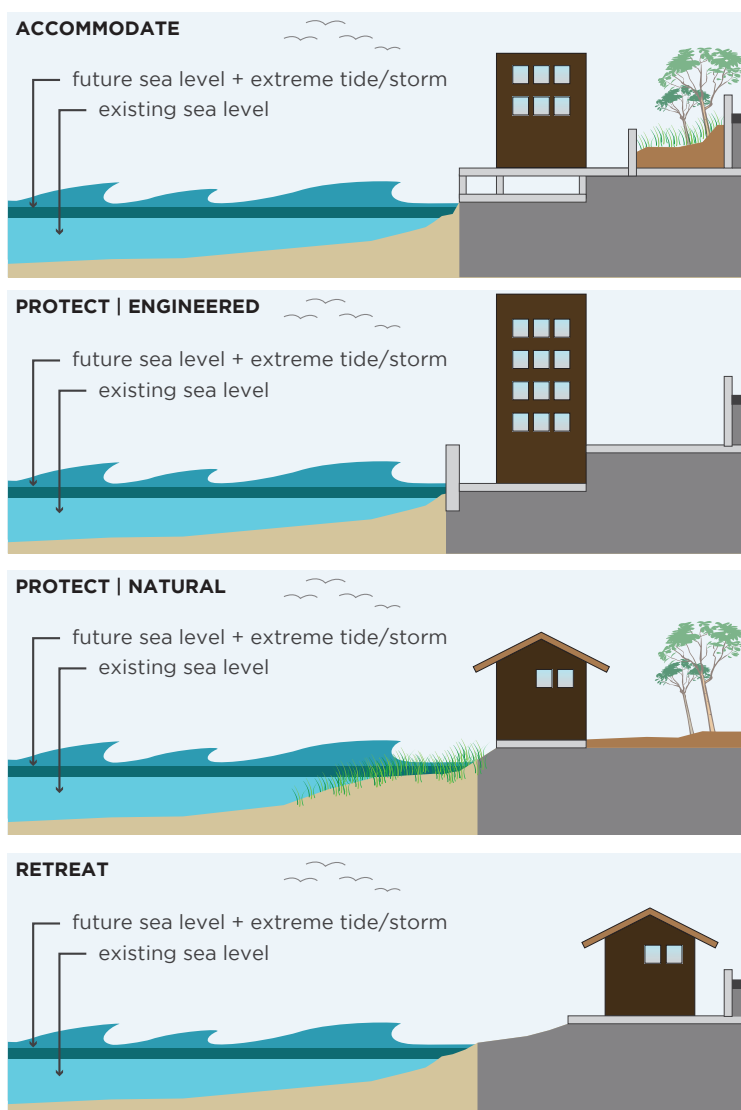 ACCOMMODATE
future sea level + extreme tide/storm
existing sea level
PROTECT | ENGINEERED
future sea level + extreme tide/storm
existing sea level
PROTECT | NATURAL
future sea level + extreme tide/storm
existing sea level
RETREAT
future sea level + extreme tide/storm
existing sea level